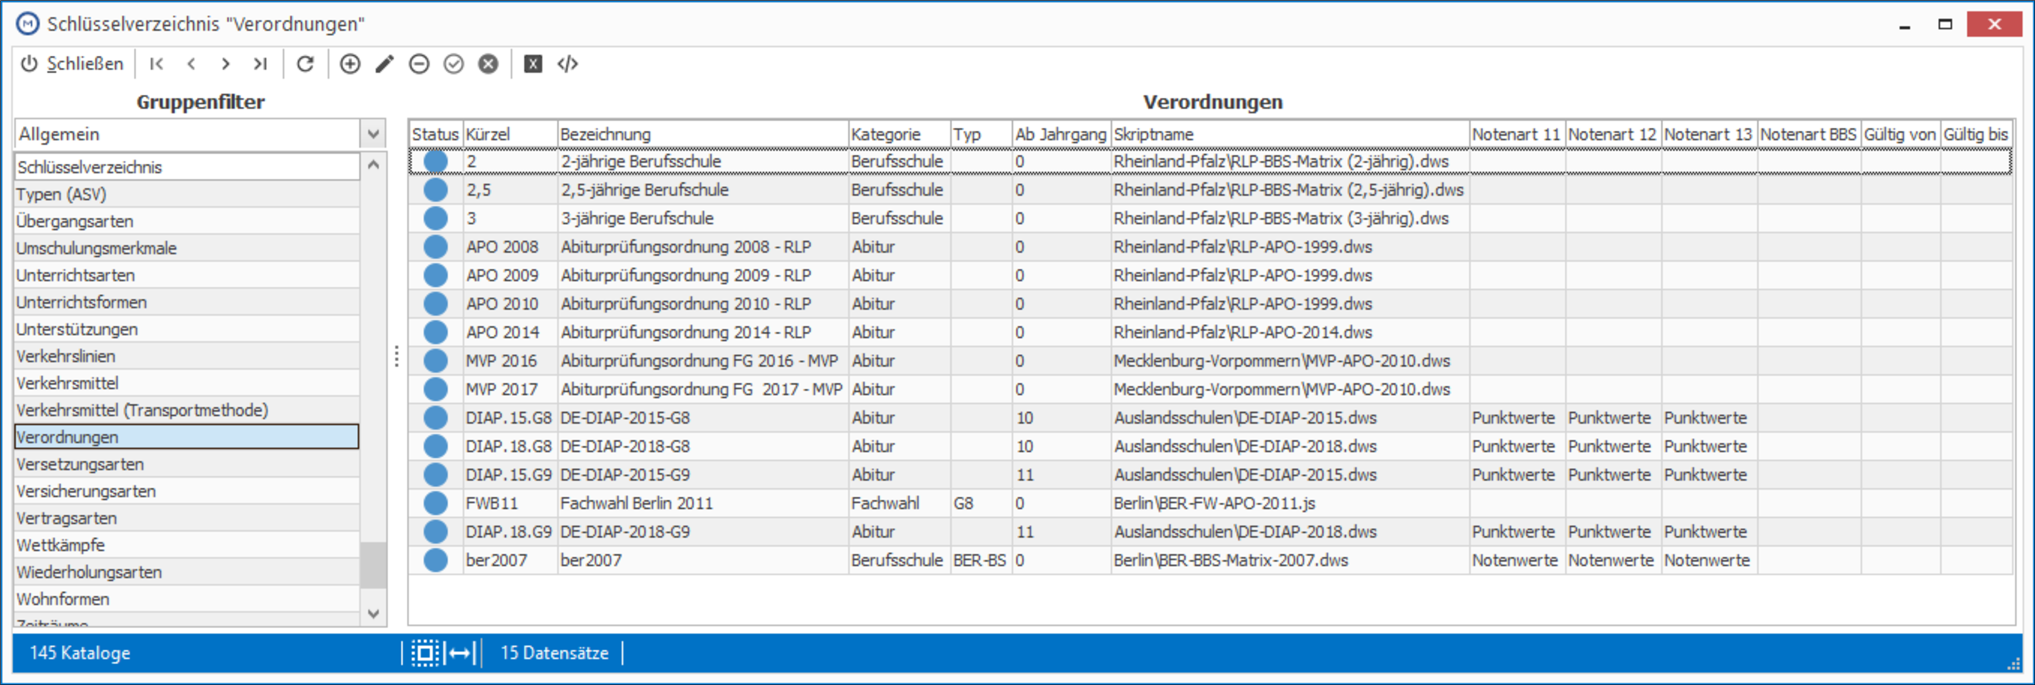 Schlüsselverzeichnis "Verordnungen"
Schließen
Gruppenfilter
Allgemein
Schlüsselverzeichnis
Typen (ASV)
Übergangsarten
Umschulungsmerkmale
Unterrichtsarten
Unterrichtsformen
Unterstützungen
Verkehrslinien
Verkehrsmittel
Verkehrsmittel (Transportmethode)
Verordnungen
Versetzungsarten
Versicherungsarten
Vertragsarten
Wettkämpfe
Wiederholungsarten
Wohnformen
Zeiträume
Verordnungen
Status Kürzel Bezeichnung Kategorie Typ Ab Jahrgang Skriptname Notenart 11 Notenart 12 Notenart 13 Notenart BBS Gültig von Gültig bis
2 2-jährige Berufsschule Berufsschule 0 Rheinland-Pfalz\RLP-BBS-Matrix (2-jährig).dws
2,5 2,5-jährige Berufschule Berufsschule 0 Rheinland-Pfalz\RLP-BBS-Matrix (2,5-jährig).dws
3 3-jährige Berufschule Berufsschule 0 Rheinland-Pfalz\RLP-BBS-Matrix (3-jährig).dws
APO 2008 Abiturprüfungsordnung 2008 - RLP Abitur 0 Rheinland-Pfalz\RLP-APO-1999.dws
APO 2009 Abiturprüfungsordnung 2009 - RLP Abitur 0 Rheinland-Pfalz\RLP-APO-1999.dws
APO 2010 Abiturprüfungsordnung 2010 - RLP Abitur 0 Rheinland-Pfalz\RLP-APO-1999.dws
APO 2014 Abiturprüfungsordnung 2014 - RLP Abitur 0 Rheinland-Pfalz\RLP-APO-2014.dws
MVP 2016 Abiturprüfungsordnung FG 2016 - MVP Abitur 0 Mecklenburg-Vorpommern\MVP-APO-2010.dws
MVP 2017 Abiturprüfungsordnung FG  2017 - MVP Abitur 0 Mecklenburg-Vorpommern\MVP-APO-2010.dws
DIAP.15.G8 DE-DIAP-2015-G8 Abitur 10 Auslandsschulen\DE-DIAP-2015.dws Punktwerte Punktwerte Punktwerte
DIAP.18.G8 DE-DIAP-2018-G8 Abitur 10 Auslandsschulen\DE-DIAP-2018.dws Punktwerte Punktwerte Punktwerte
DIAP.15.G9 DE-DIAP-2015-G9 Abitur 11 Auslandsschulen\DE-DIAP-2015.dws Punktwerte Punktwerte Punktwerte
FWB11 Fachwahl Berlin 2011 Fachwahl G8 0 Berlin\BER-FW-APO-2011.js
DIAP.18.G9 DE-DIAP-2018-G9 Abitur 11 Auslandsschulen\DE-DIAP-2018.dws Punktwerte Punktwerte Punktwerte
ber2007 ber2007 Berufsschule BER-BS 0 Berlin\BER-BBS-Matrix-2007.dws Notenwerte Notenwerte Notenwerte
145 Kataloge
15 Datensätze